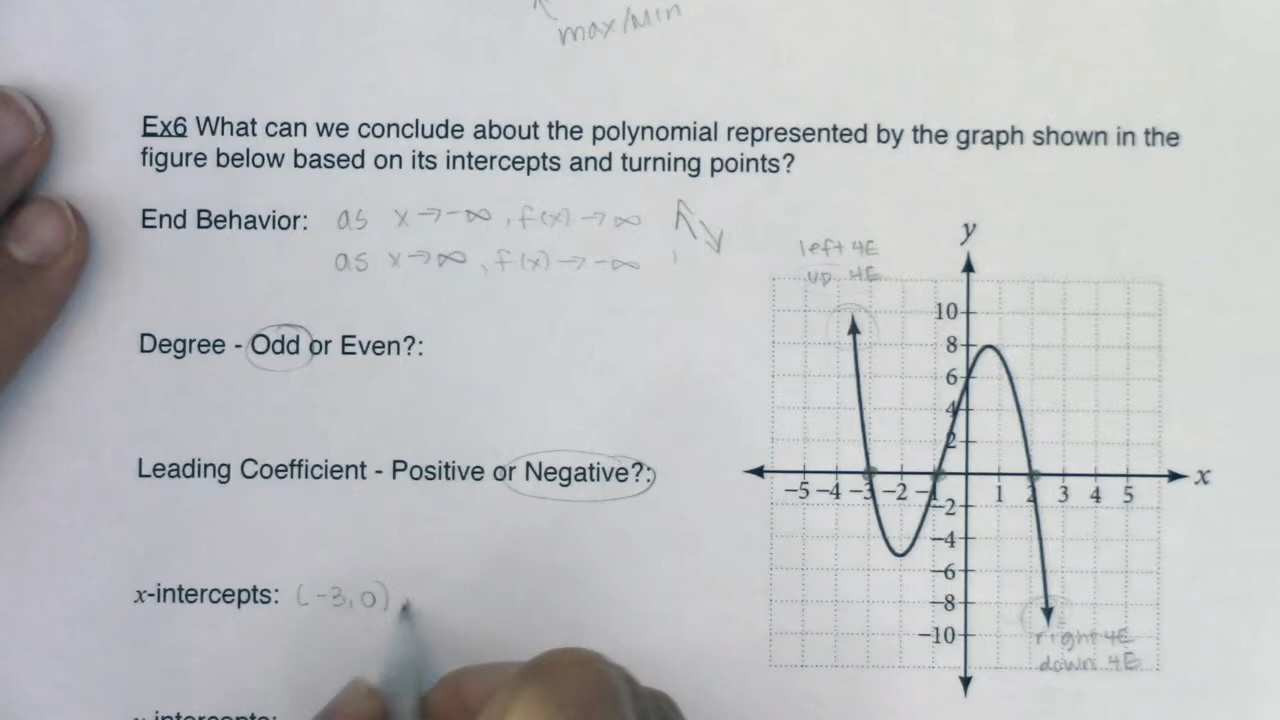 max/min
Ex6 What can we conclude about the polynomial represented by the graph shown in the
figure below based on its intercepts and turning points?
End Behavior: as x→-∞, f(x)→∞
as x→∞, f(x)→-∞
left 4E
up 4E
y
10
8
6
4
2
Degree - Odd or Even?:
Leading Coefficient - Positive or Negative?:
x
-5 -4 -3 -2 -1 1 2 3 4 5
-2
-4
-6
-8
-10
right 4E
down 4E
x-intercepts: (-3,0)
y-intercepts: